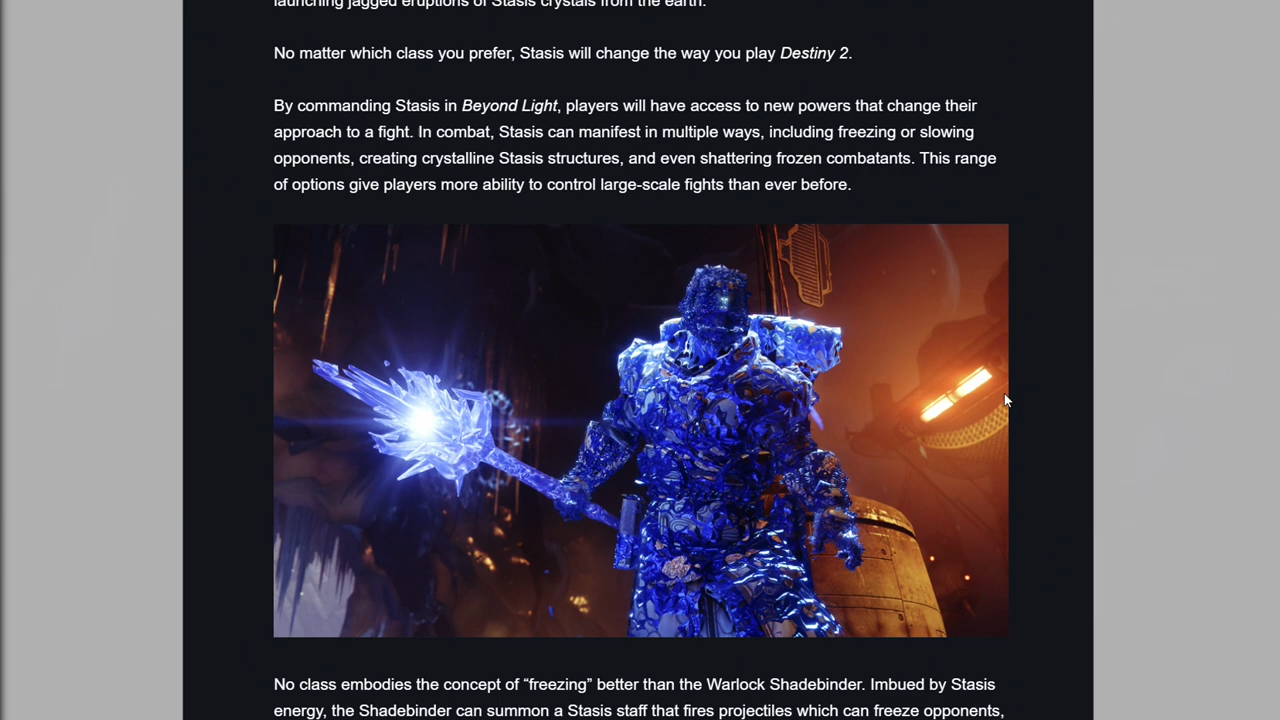 launching jagged eruptions of Stasis crystals from the earth.
No matter which class you prefer, Stasis will change the way you play Destiny 2.
By commanding Stasis in Beyond Light, players will have access to new powers that change their
approach to a fight. In combat, Stasis can manifest in multiple ways, including freezing or slowing
opponents, creating crystalline Stasis structures, and even shattering frozen combatants. This range
of options give players more ability to control large-scale fights than ever before.
No class embodies the concept of “freezing” better than the Warlock Shadebinder. Imbued by Stasis
energy, the Shadebinder can summon a Stasis staff that fires projectiles which can freeze opponents,